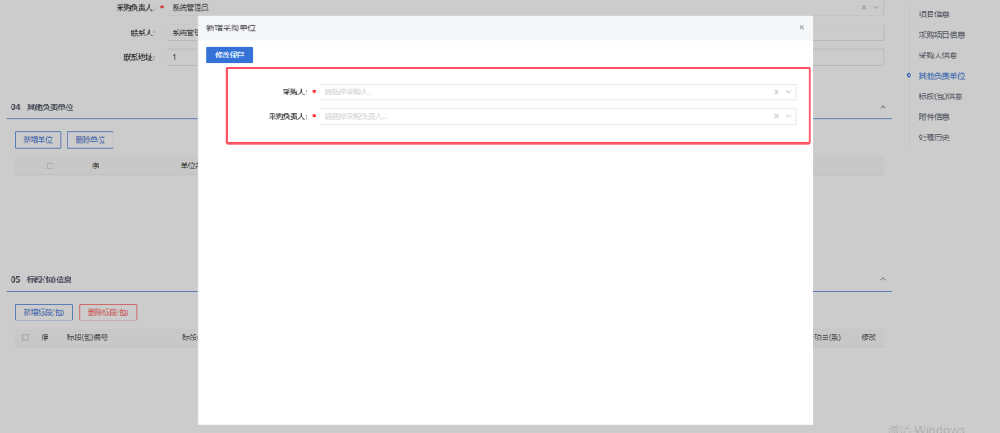 采购负责人: * 系统管理员
联系人: 系统管理
联系地址: 1
04 其他负责单位
新增单位 删除单位
序 单位名
05 标段(包)信息
新增标段(包) 删除标段(包)
序 标段(包)编号 标段( 项目(条) 修改
新增采购单位
修改保存
采购人: * 请选择采购人...
采购负责人: * 请选择采购负责人...
项目信息
采购项目信息
采购人信息
其他负责单位
标段(包)信息
附件信息
处理历史
激活 Windows